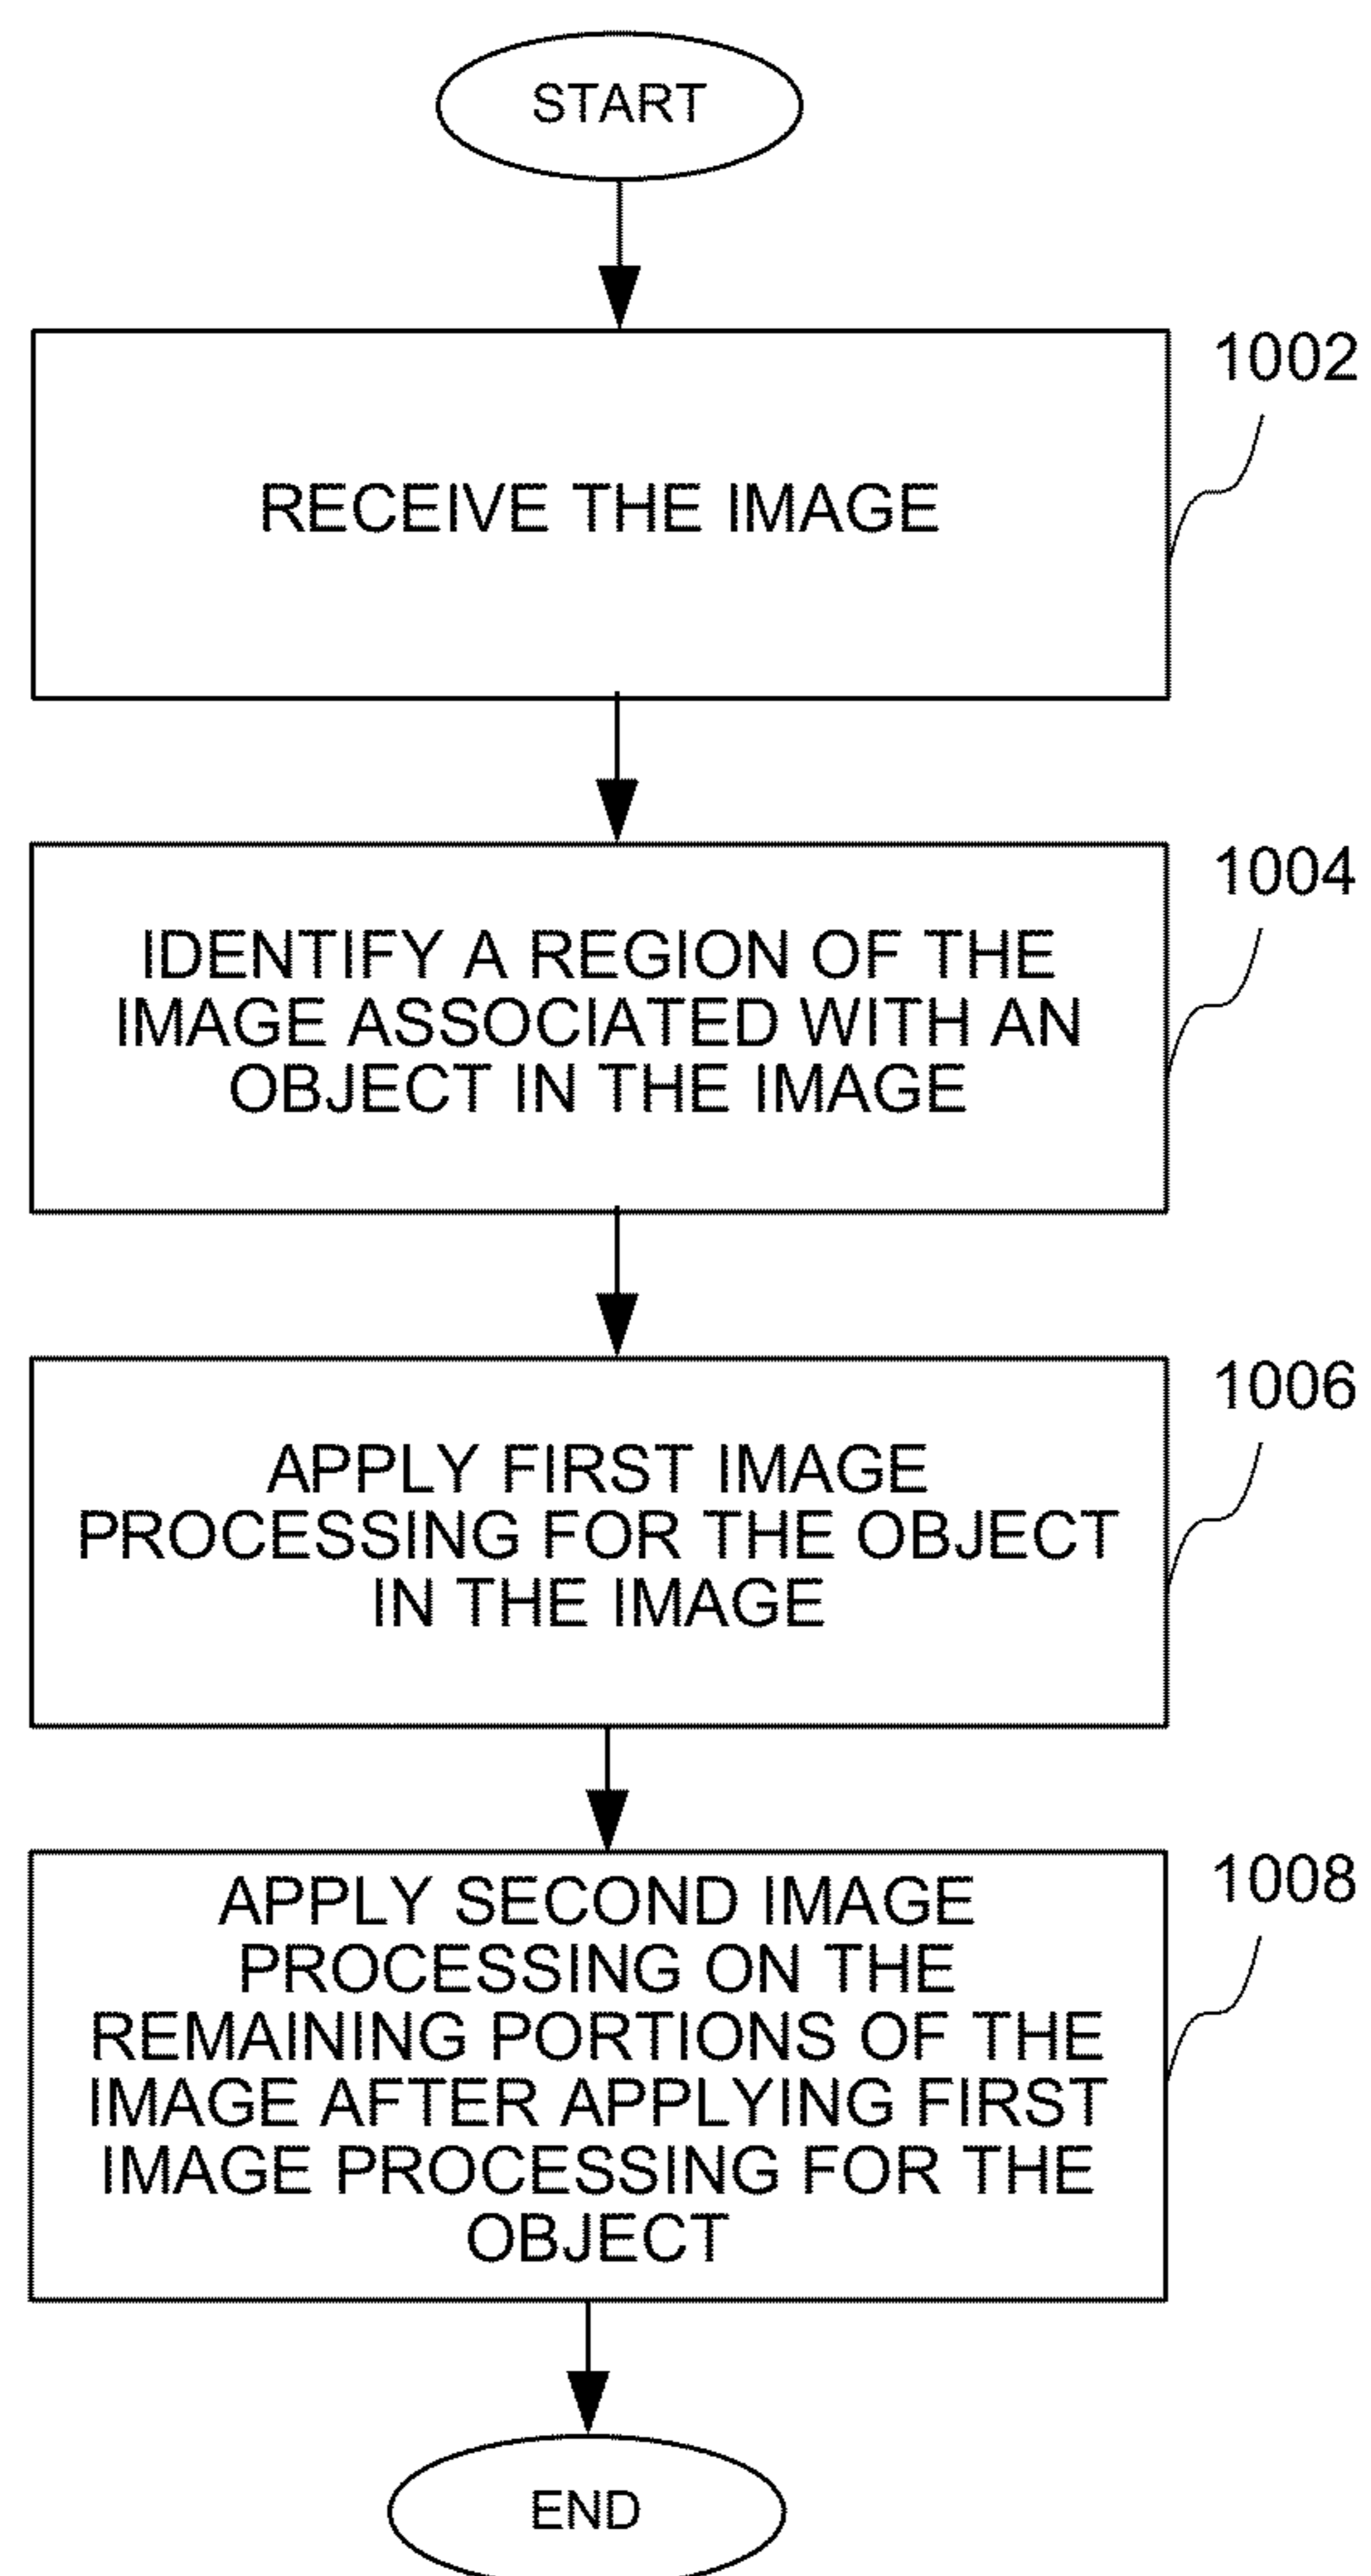 START
1002
RECEIVE THE IMAGE
1004
IDENTIFY A REGION OF THE
IMAGE ASSOCIATED WITH AN
OBJECT IN THE IMAGE
1006
APPLY FIRST IMAGE
PROCESSING FOR THE OBJECT
IN THE IMAGE
1008
APPLY SECOND IMAGE
PROCESSING ON THE
REMAINING PORTIONS OF THE
IMAGE AFTER APPLYING FIRST
IMAGE PROCESSING FOR THE
OBJECT
END